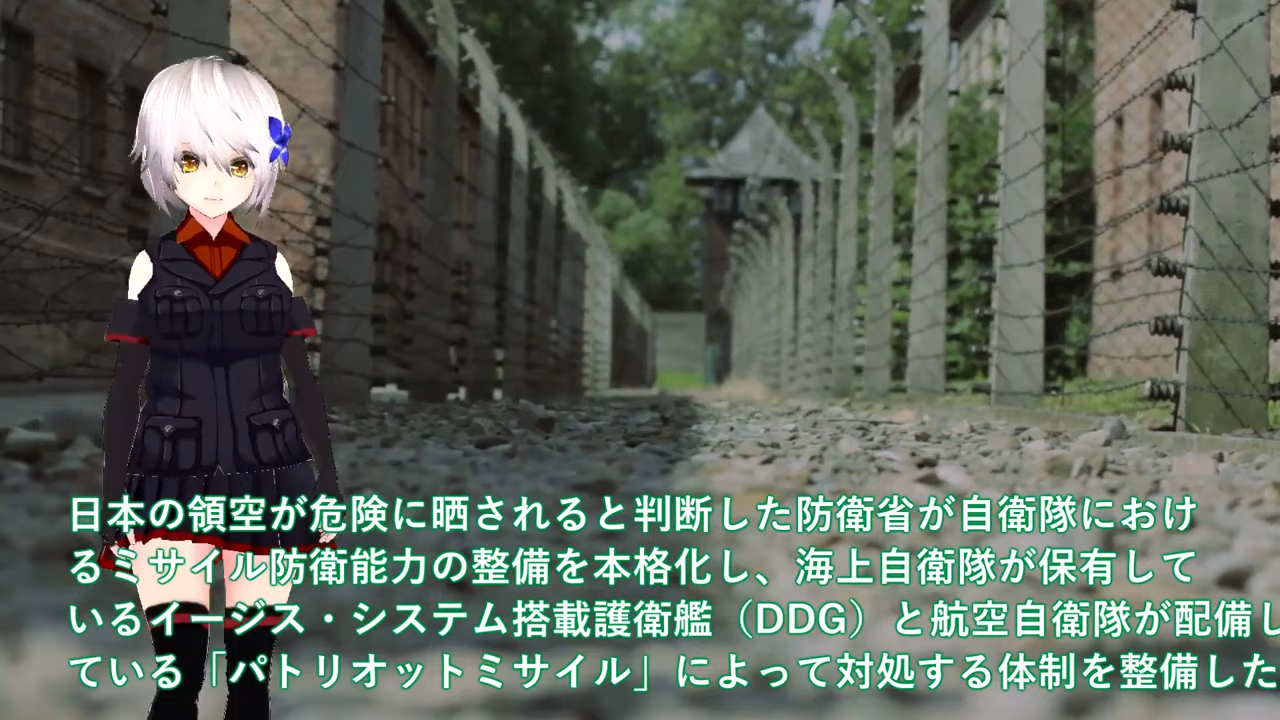 日本の領空が危険に晒されると判断した防衛省が自衛隊におけ
るミサイル防衛能力の整備を本格化し、海上自衛隊が保有して
いるイージス・システム搭載護衛艦（DDG）と航空自衛隊が配備し
ている「パトリオットミサイル」によって対処する体制を整備した